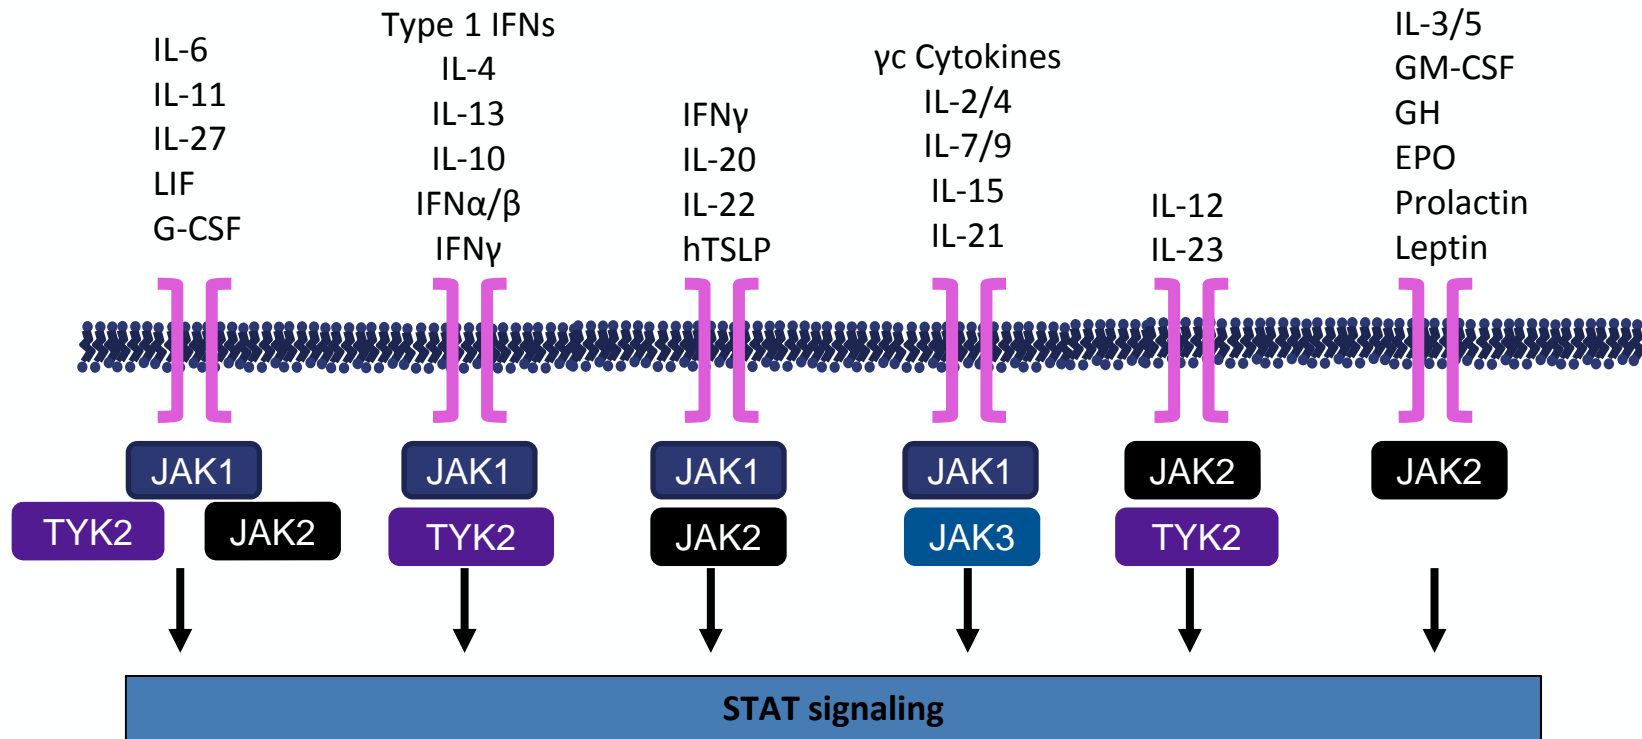 IL-6
IL-11
IL-27
LIF
G-CSF
Type 1 IFNs
IL-4
IL-13
IL-10
IFNα/β
IFNγ
IFNγ
IL-20
IL-22
hTSLP
γc Cytokines
IL-2/4
IL-7/9
IL-15
IL-21
IL-12
IL-23
IL-3/5
GM-CSF
GH
EPO
Prolactin
Leptin
JAK1
TYK2
JAK2
JAK1
TYK2
JAK1
JAK2
JAK1
JAK3
JAK2
TYK2
JAK2
STAT signaling